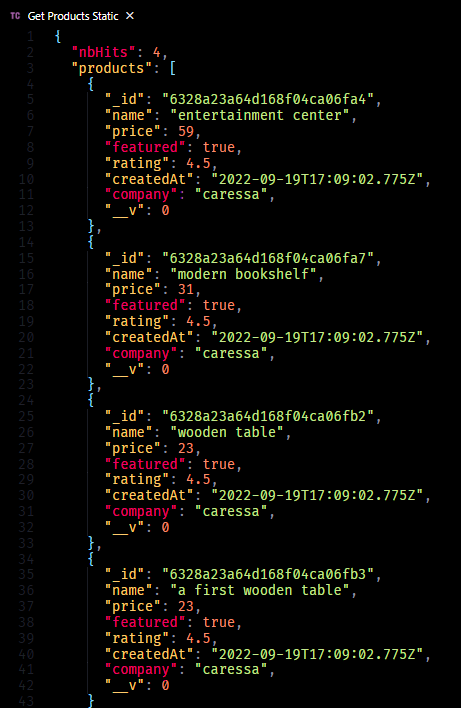 TC Get Products Static ×
1 {
2 "nbHits": 4,
3 "products": [
4 {
5 "_id": "6328a23a64d168f04ca06fa4",
6 "name": "entertainment center",
7 "price": 59,
8 "featured": true,
9 "rating": 4.5,
10 "createdAt": "2022-09-19T17:09:02.775Z",
11 "company": "caressa",
12 "__v": 0
13 },
14 {
15 "_id": "6328a23a64d168f04ca06fa7",
16 "name": "modern bookshelf",
17 "price": 31,
18 "featured": true,
19 "rating": 4.5,
20 "createdAt": "2022-09-19T17:09:02.775Z",
21 "company": "caressa",
22 "__v": 0
23 },
24 {
25 "_id": "6328a23a64d168f04ca06fb2",
26 "name": "wooden table",
27 "price": 23,
28 "featured": true,
29 "rating": 4.5,
30 "createdAt": "2022-09-19T17:09:02.775Z",
31 "company": "caressa",
32 "__v": 0
33 },
34 {
35 "_id": "6328a23a64d168f04ca06fb3",
36 "name": "a first wooden table",
37 "price": 23,
38 "featured": true,
39 "rating": 4.5,
40 "createdAt": "2022-09-19T17:09:02.775Z",
41 "company": "caressa",
42 "__v": 0
43 }